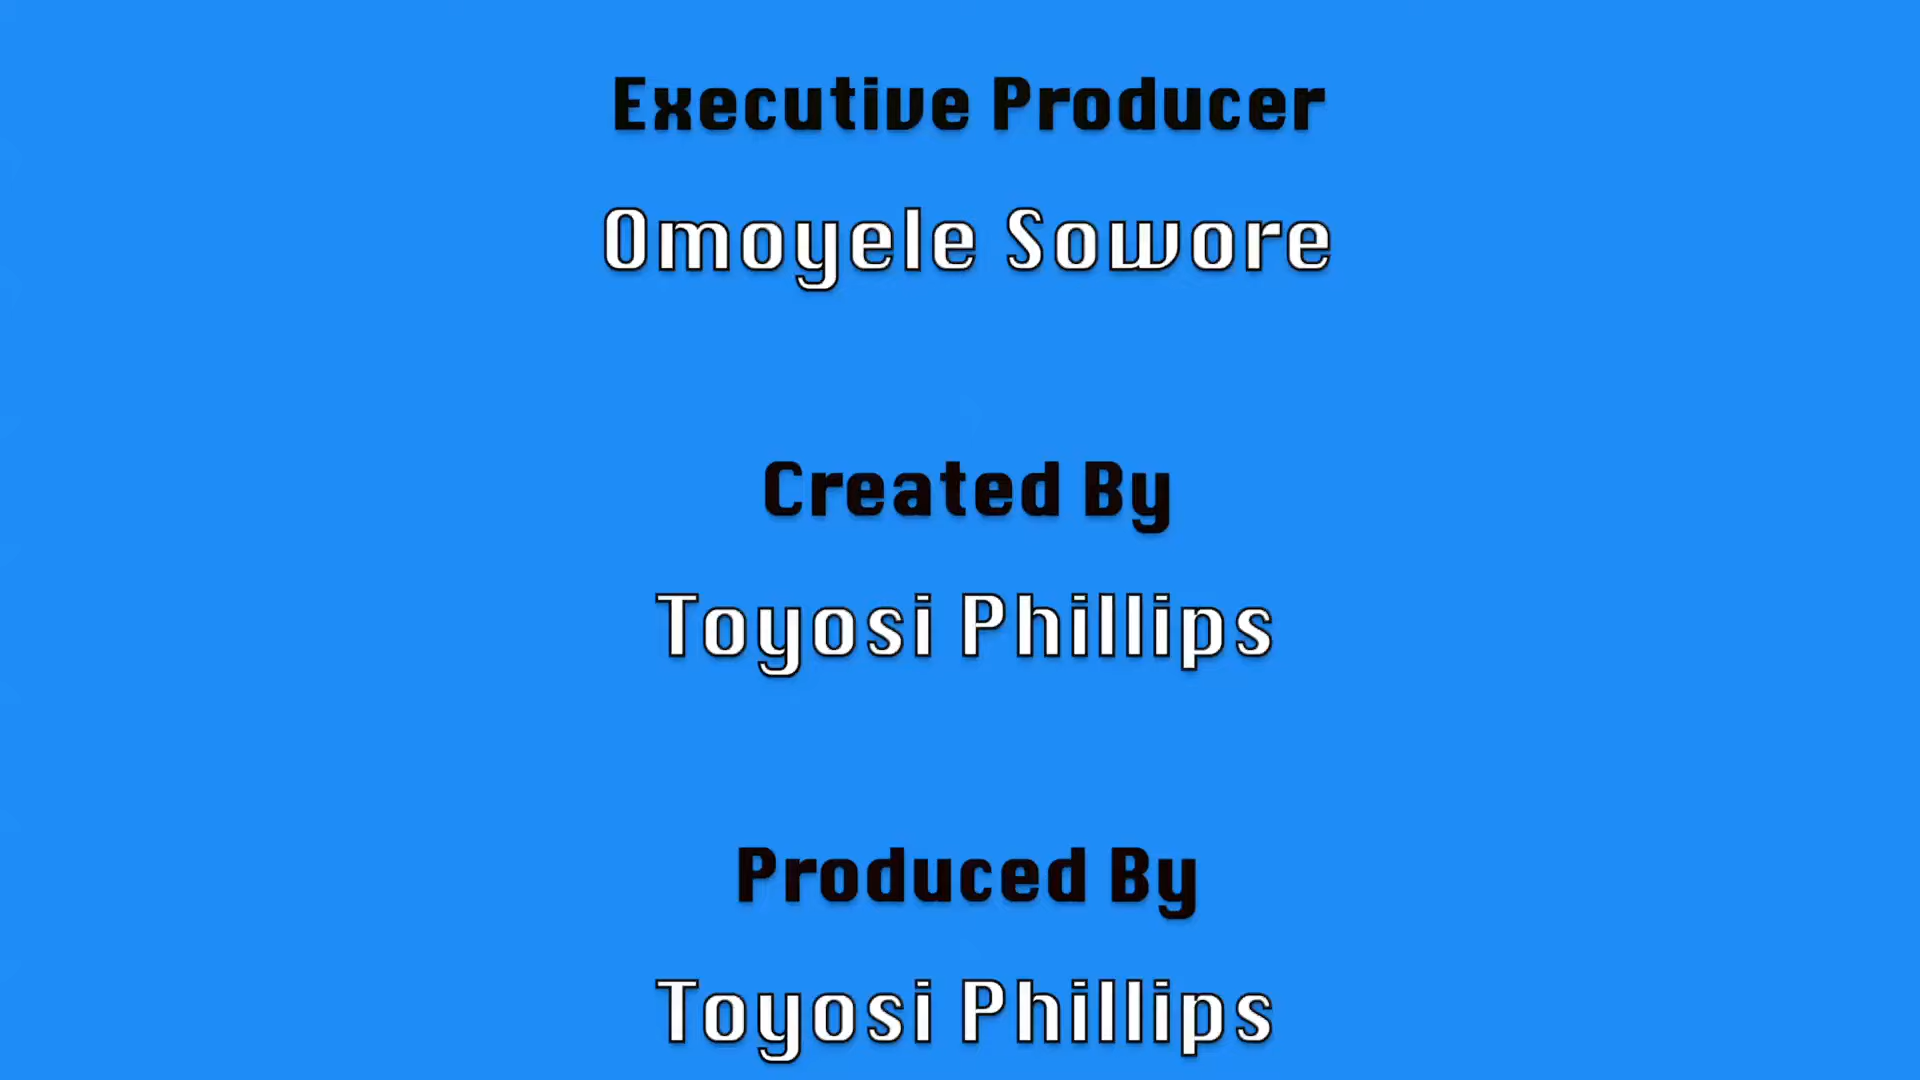 Executive Producer
Omoyele Sowore
Created By
Toyosi Phillips
Produced By
Toyosi Phillips